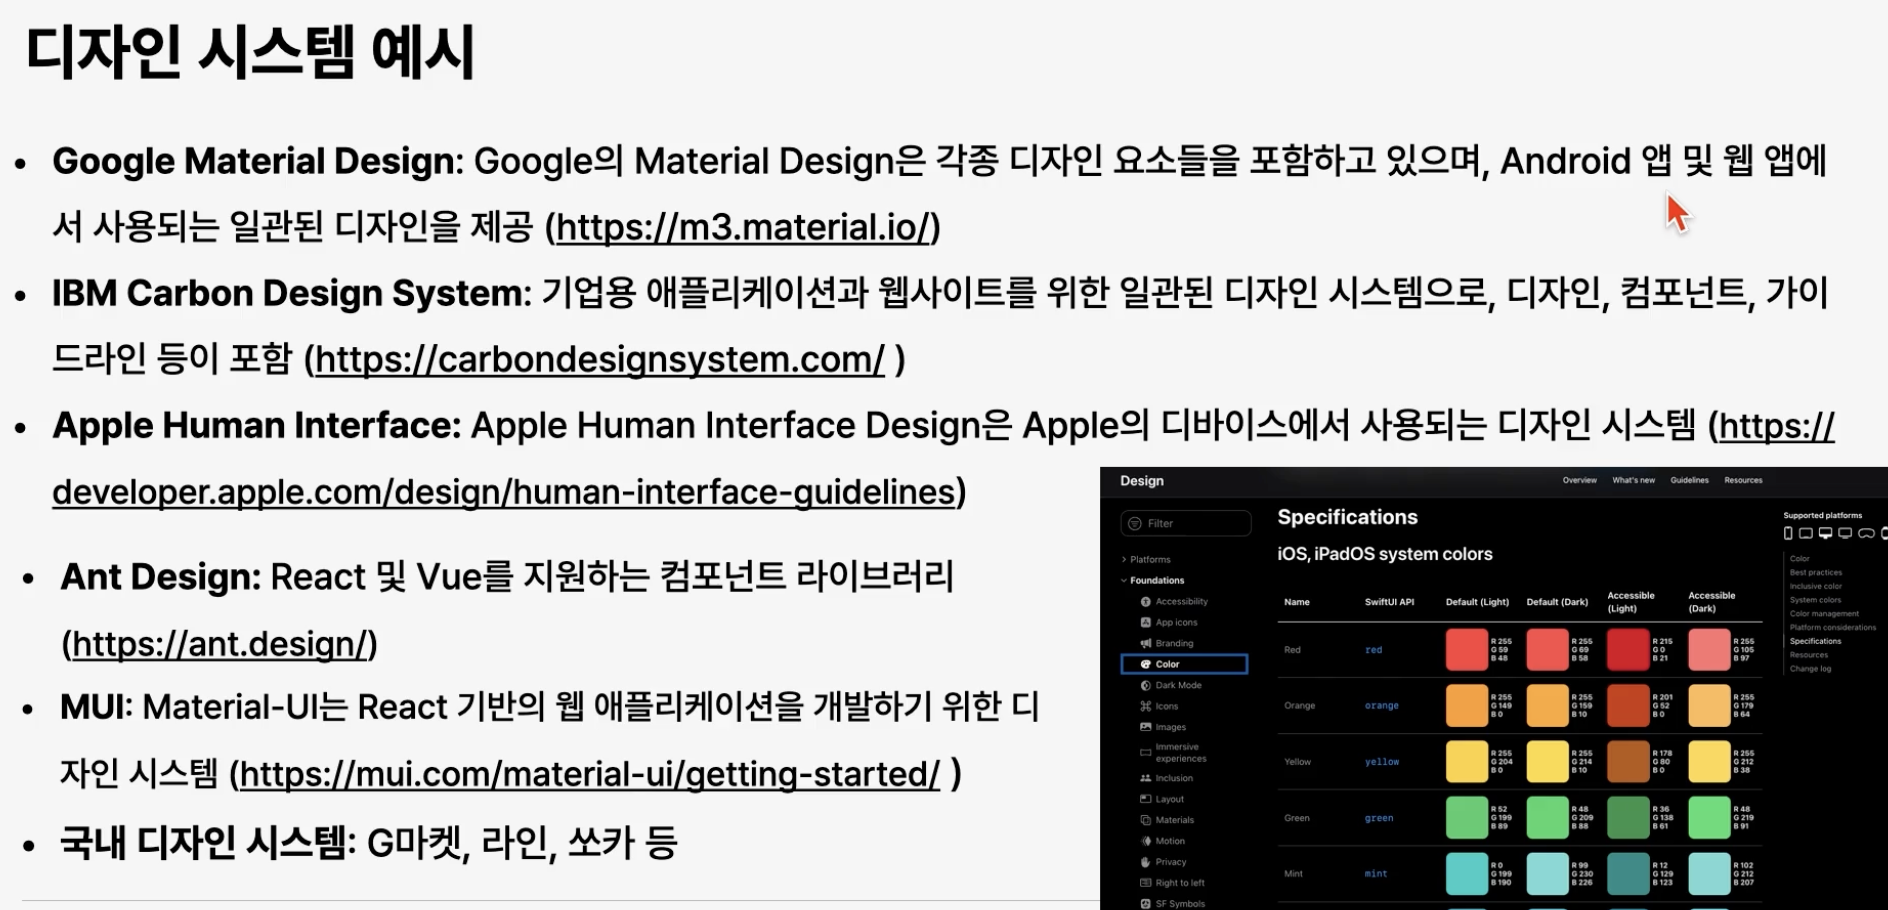 디자인 시스템 예시
• Google Material Design: Google의 Material Design은 각종 디자인 요소들을 포함하고 있으며, Android 앱 및 웹 앱에
서 사용되는 일관된 디자인을 제공 (https://m3.material.io/)
• IBM Carbon Design System: 기업용 애플리케이션과 웹사이트를 위한 일관된 디자인 시스템으로, 디자인, 컴포넌트, 가이
드라인 등이 포함 (https://carbondesignsystem.com/ )
• Apple Human Interface: Apple Human Interface Design은 Apple의 디바이스에서 사용되는 디자인 시스템 (https://
developer.apple.com/design/human-interface-guidelines)
• Ant Design: React 및 Vue를 지원하는 컴포넌트 라이브러리
(https://ant.design/)
• MUI: Material-UI는 React 기반의 웹 애플리케이션을 개발하기 위한 디
자인 시스템 (https://mui.com/material-ui/getting-started/ )
• 국내 디자인 시스템: G마켓, 라인, 쏘카 등
Design
Overview What's new Guidelines Resources
Filter
Platforms
Foundations
Accessibility
App icons
Branding
Color
Dark Mode
Icons
Images
Immersive
experiences
Inclusion
Layout
Materials
Motion
Privacy
Right to left
SF Symbols
Specifications
iOS, iPadOS system colors
Name SwiftUI API Default (Light) Default (Dark) Accessible (Light) Accessible (Dark)
Red red R 255 G 59 B 48 R 255 G 69 B 58 R 215 G 0 B 21 R 255 G 105 B 97
Orange orange R 255 G 149 B 0 R 255 G 159 B 10 R 201 G 52 B 0 R 255 G 179 B 64
Yellow yellow R 255 G 204 B 0 R 255 G 214 B 10 R 178 G 80 B 0 R 255 G 212 B 38
Green green R 52 G 199 B 89 R 48 G 209 B 88 R 36 G 138 B 61 R 48 G 219 B 91
Mint mint R 0 G 199 B 190 R 99 G 230 B 226 R 12 G 129 B 123 R 102 G 212 B 207
Supported platforms
Color
Best practices
Inclusive color
System colors
Color management
Platform considerations
Specifications
Resources
Change log